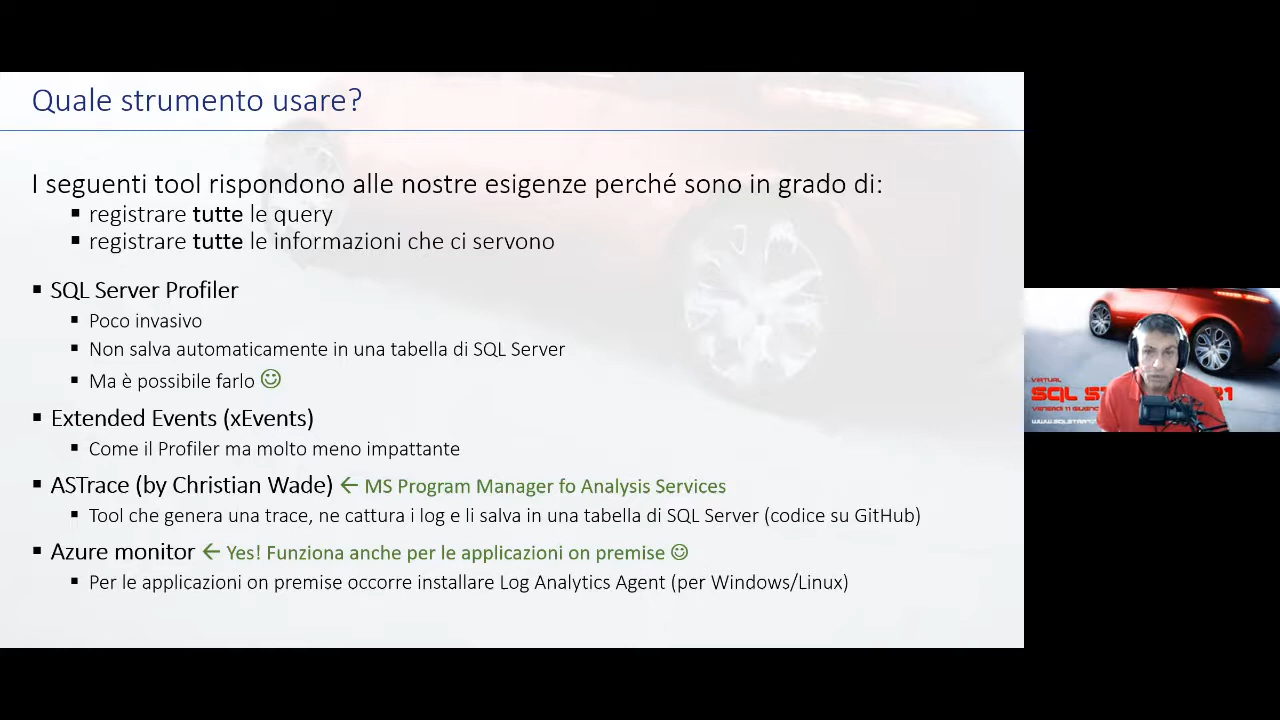 Quale strumento usare?
I seguenti tool rispondono alle nostre esigenze perché sono in grado di:
▪ registrare tutte le query
▪ registrare tutte le informazioni che ci servono
▪ SQL Server Profiler
▪ Poco invasivo
▪ Non salva automaticamente in una tabella di SQL Server
▪ Ma è possibile farlo ☺
▪ Extended Events (xEvents)
▪ Come il Profiler ma molto meno impattante
▪ ASTrace (by Christian Wade) ← MS Program Manager fo Analysis Services
▪ Tool che genera una trace, ne cattura i log e li salva in una tabella di SQL Server (codice su GitHub)
▪ Azure monitor ← Yes! Funziona anche per le applicazioni on premise ☺
▪ Per le applicazioni on premise occorre installare Log Analytics Agent (per Windows/Linux)
VIRTUAL
SQL
VENERDI 11 GIUGNO